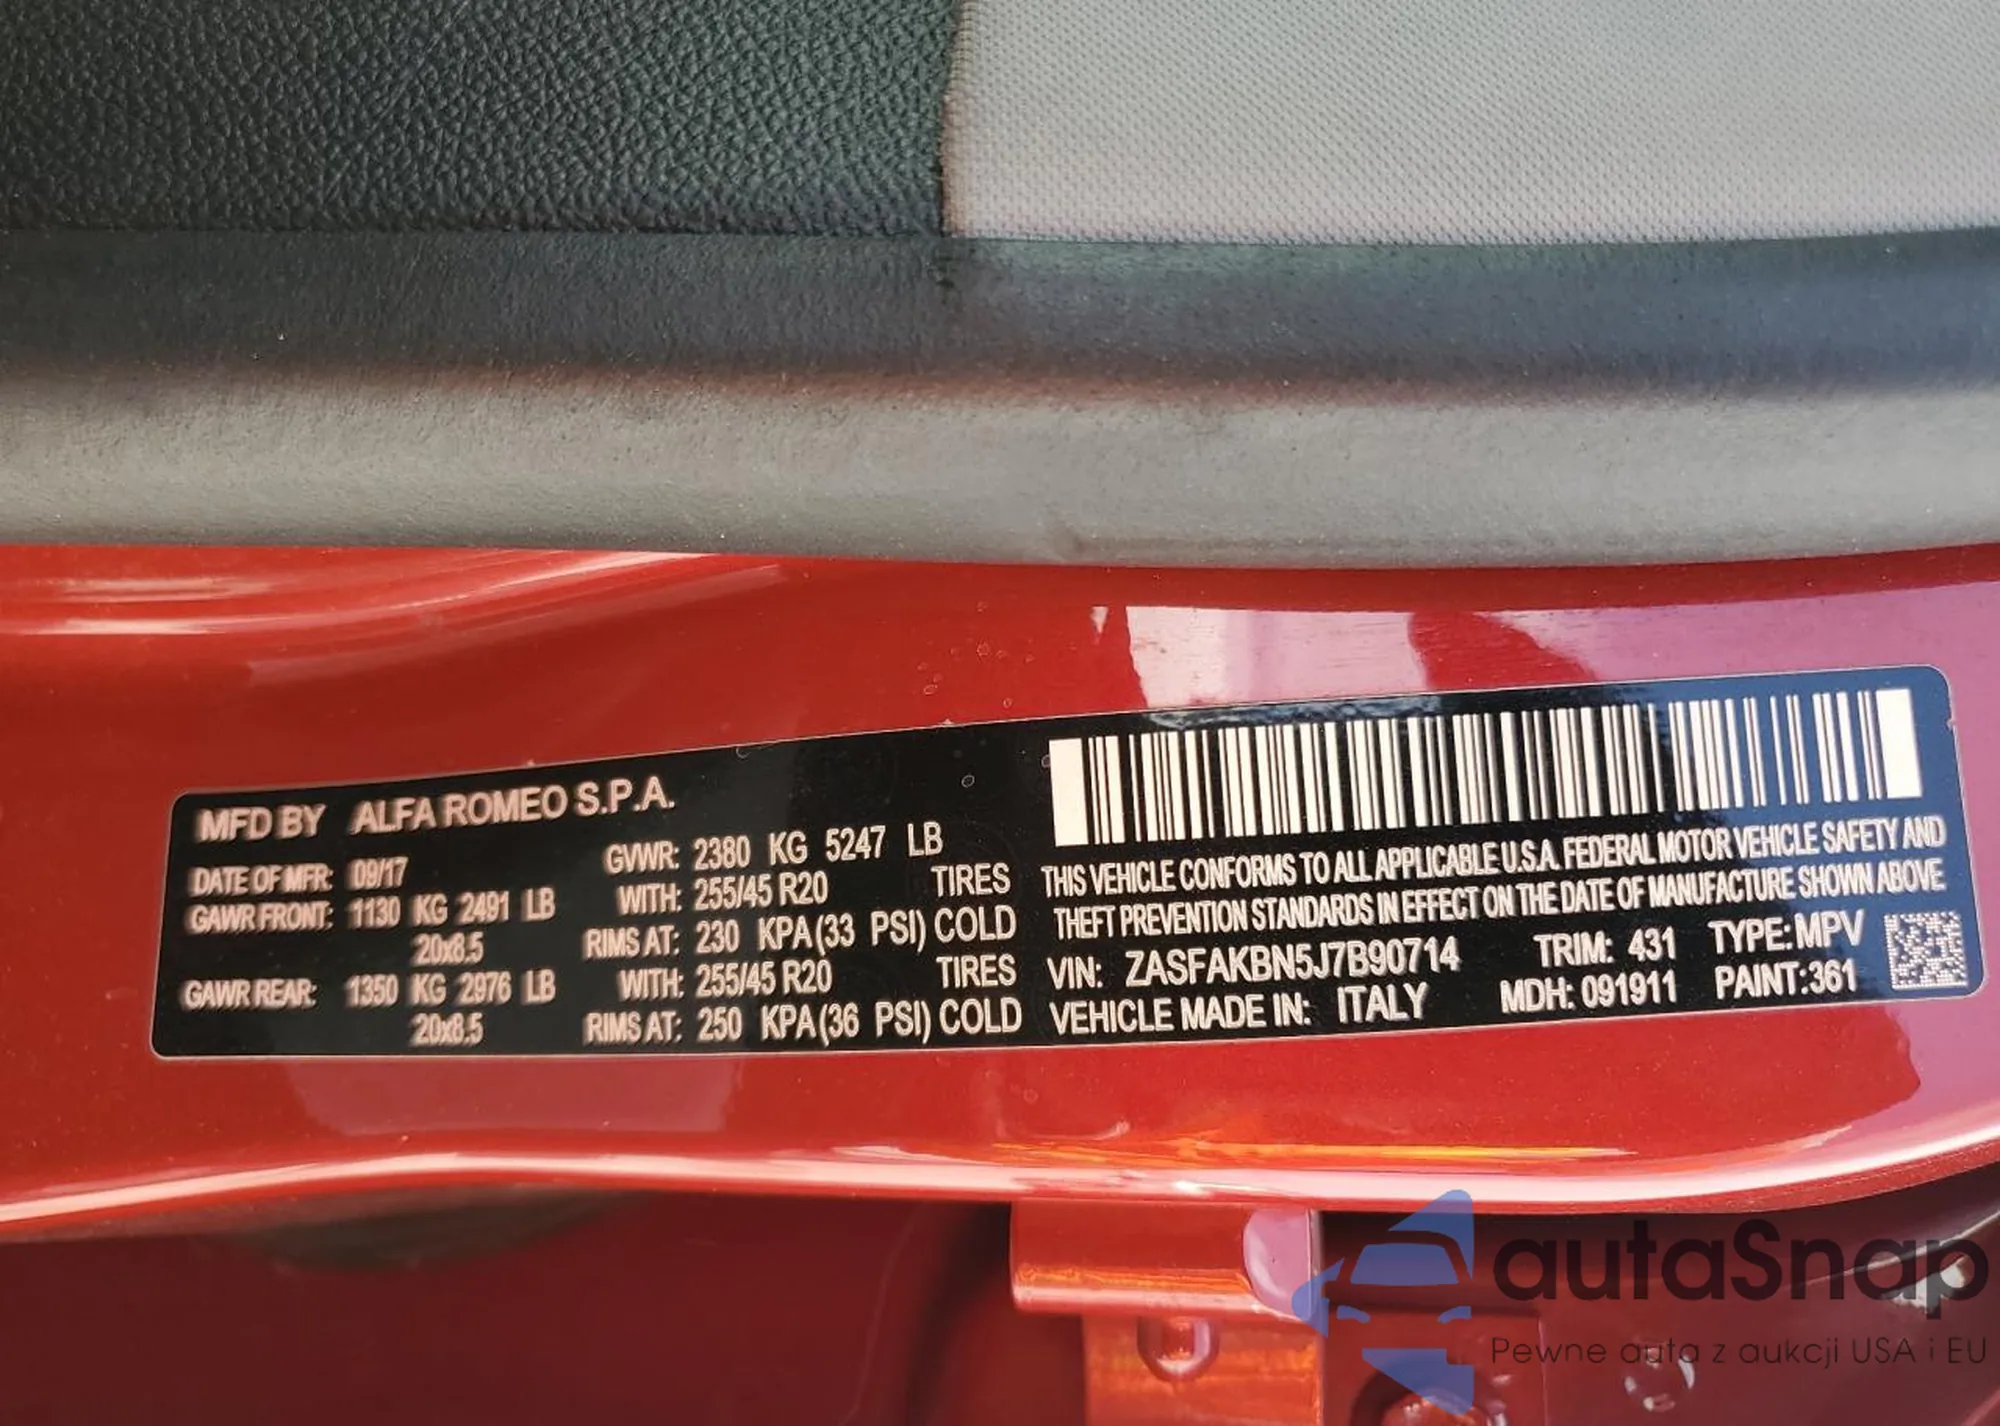 MFD BY ALFA ROMEO S.P.A.
DATE OF MFR: 09/17 GVWR: 2380 KG 5247 LB
GAWR FRONT: 1130 KG 2491 LB WITH: 255/45 R20 TIRES
20x8.5 RIMS AT: 230 KPA(33 PSI) COLD
GAWR REAR: 1350 KG 2976 LB WITH: 255/45 R20 TIRES
20x8.5 RIMS AT: 250 KPA(36 PSI) COLD
THIS VEHICLE CONFORMS TO ALL APPLICABLE U.S.A. FEDERAL MOTOR VEHICLE SAFETY AND
THEFT PREVENTION STANDARDS IN EFFECT ON THE DATE OF MANUFACTURE SHOWN ABOVE
VIN: ZASFAKBN5J7B90714 TRIM: 431 TYPE: MPV
VEHICLE MADE IN: ITALY MDH: 091911 PAINT:361
autaSnap
Pewne auta z aukcji USA i EU